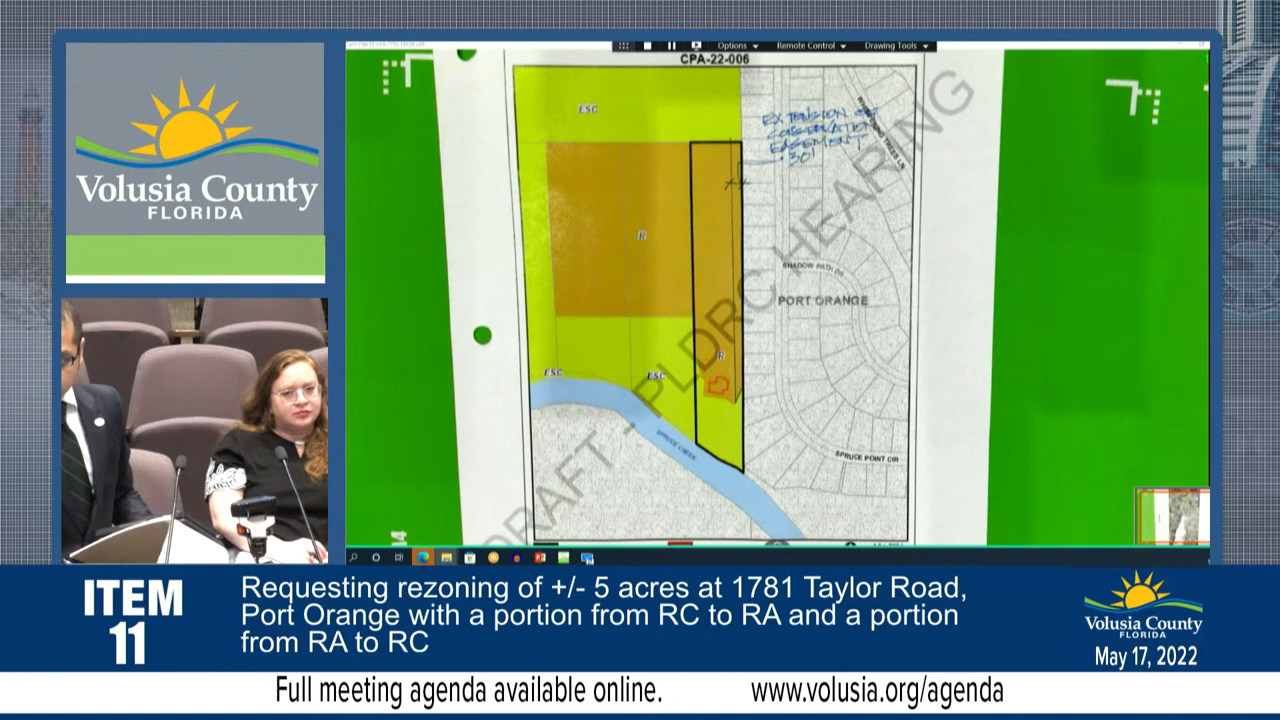 Options
Remote Control
Drawing Tools
CPA-22-006
ESC
EXTENSION OF
CONSERVATION
EASEMENT
30'
R
SHADOW PATH DR
PORT ORANGE
R
ESC
ESC
SPRUCE CREEK
SPRUCE POINT CIR
DRAFT - PLDRC HEARING
Volusia County
FLORIDA
ITEM
11
Requesting rezoning of +/- 5 acres at 1781 Taylor Road,
Port Orange with a portion from RC to RA and a portion
from RA to RC
Volusia County
FLORIDA
May 17, 2022
Full meeting agenda available online.
www.volusia.org/agenda